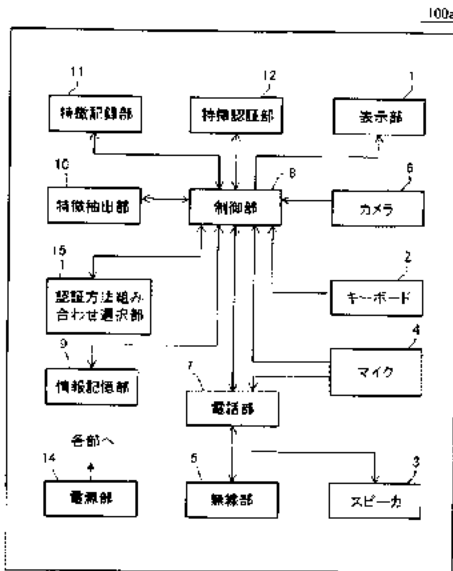 100a
11
特徴記録部
12
特徴認証部
1
表示部
10
特徴抽出部
8
制御部
6
カメラ
15
認証方法組み
合わせ選択部
2
キーボード
9
情報記憶部
7
電話部
4
マイク
各部へ
14
電源部
5
無線部
3
スピーカ